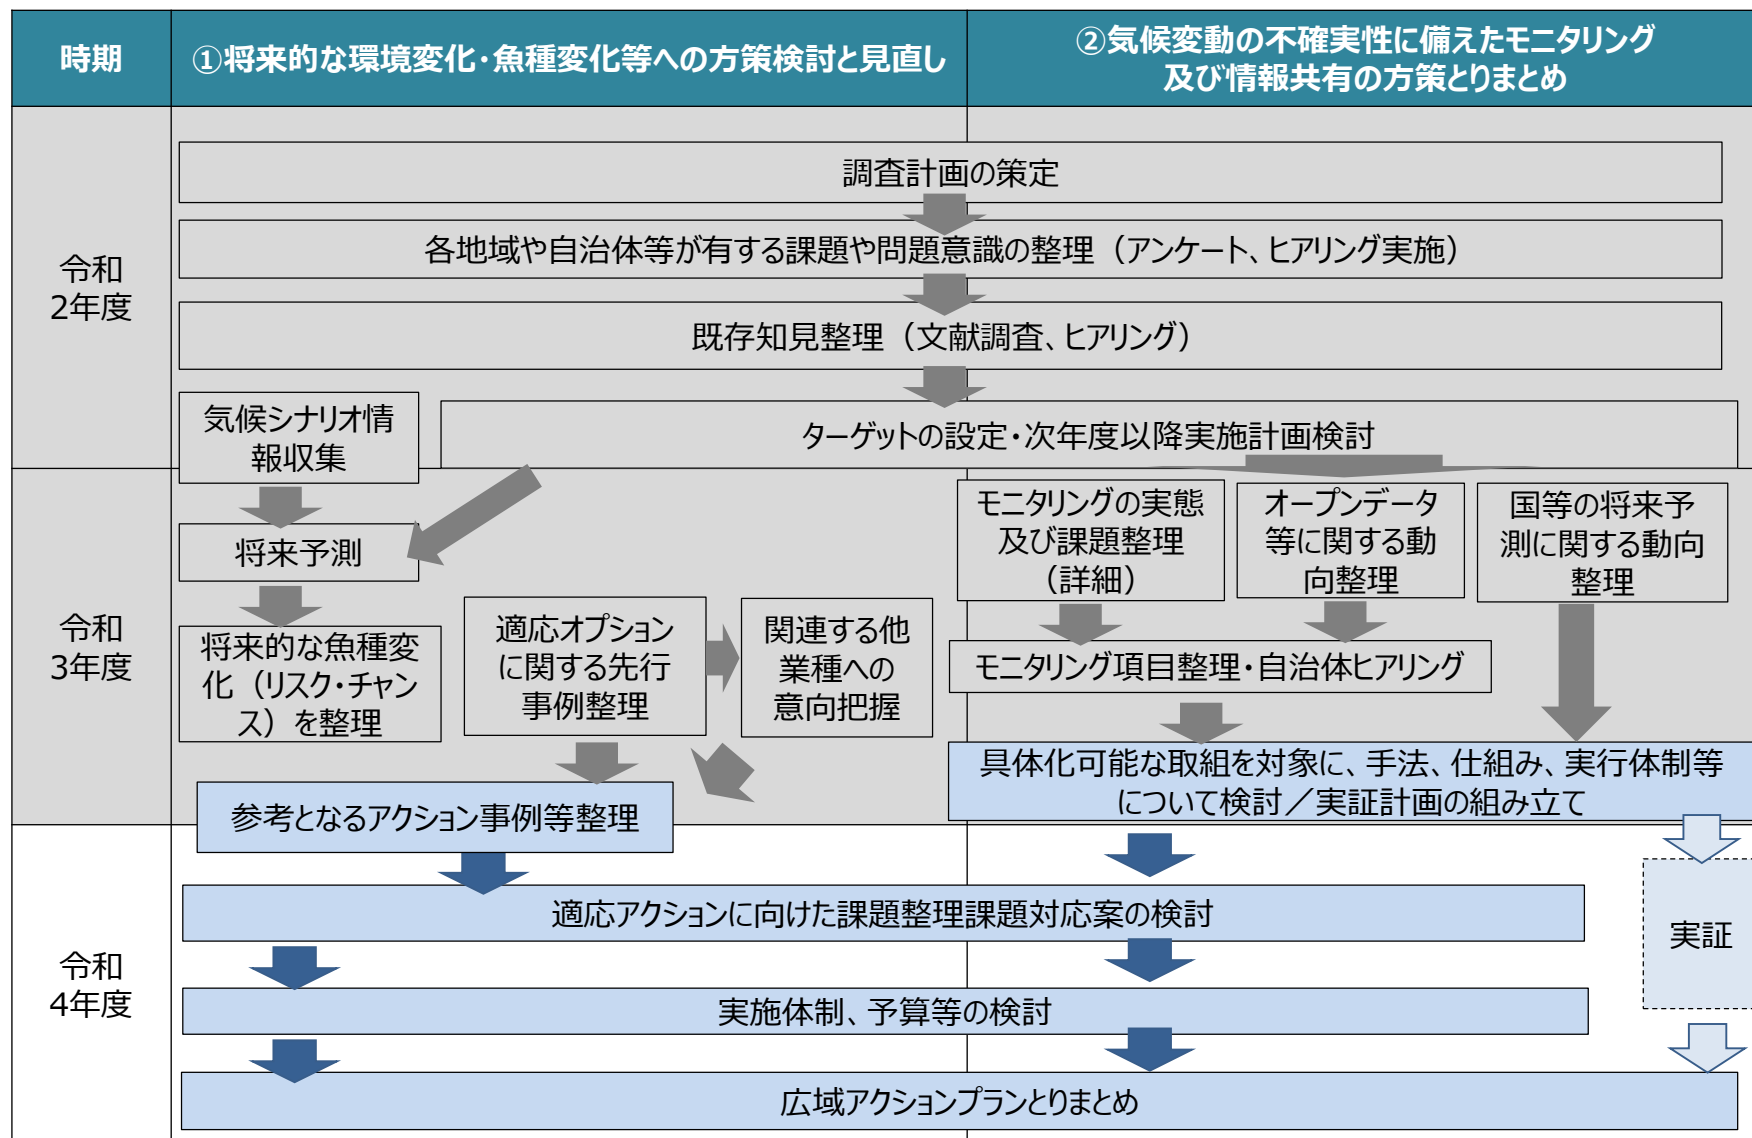 時期
①将来的な環境変化・魚種変化等への方策検討と見直し
②気候変動の不確実性に備えたモニタリング
及び情報共有の方策とりまとめ
令和
2年度
調査計画の策定
各地域や自治体等が有する課題や問題意識の整理（アンケート、ヒアリング実施）
既存知見整理（文献調査、ヒアリング）
気候シナリオ情
報収集
ターゲットの設定・次年度以降実施計画検討
令和
3年度
将来予測
将来的な魚種変
化（リスク・チャン
ス）を整理
適応オプション
に関する先行
事例整理
関連する他
業種への
意向把握
モニタリングの実態
及び課題整理
（詳細）
オープンデータ
等に関する動
向整理
国等の将来予
測に関する動向
整理
モニタリング項目整理・自治体ヒアリング
具体化可能な取組を対象に、手法、仕組み、実行体制等
について検討／実証計画の組み立て
参考となるアクション事例等整理
令和
4年度
適応アクションに向けた課題整理課題対応案の検討
実証
実施体制、予算等の検討
広域アクションプランとりまとめ